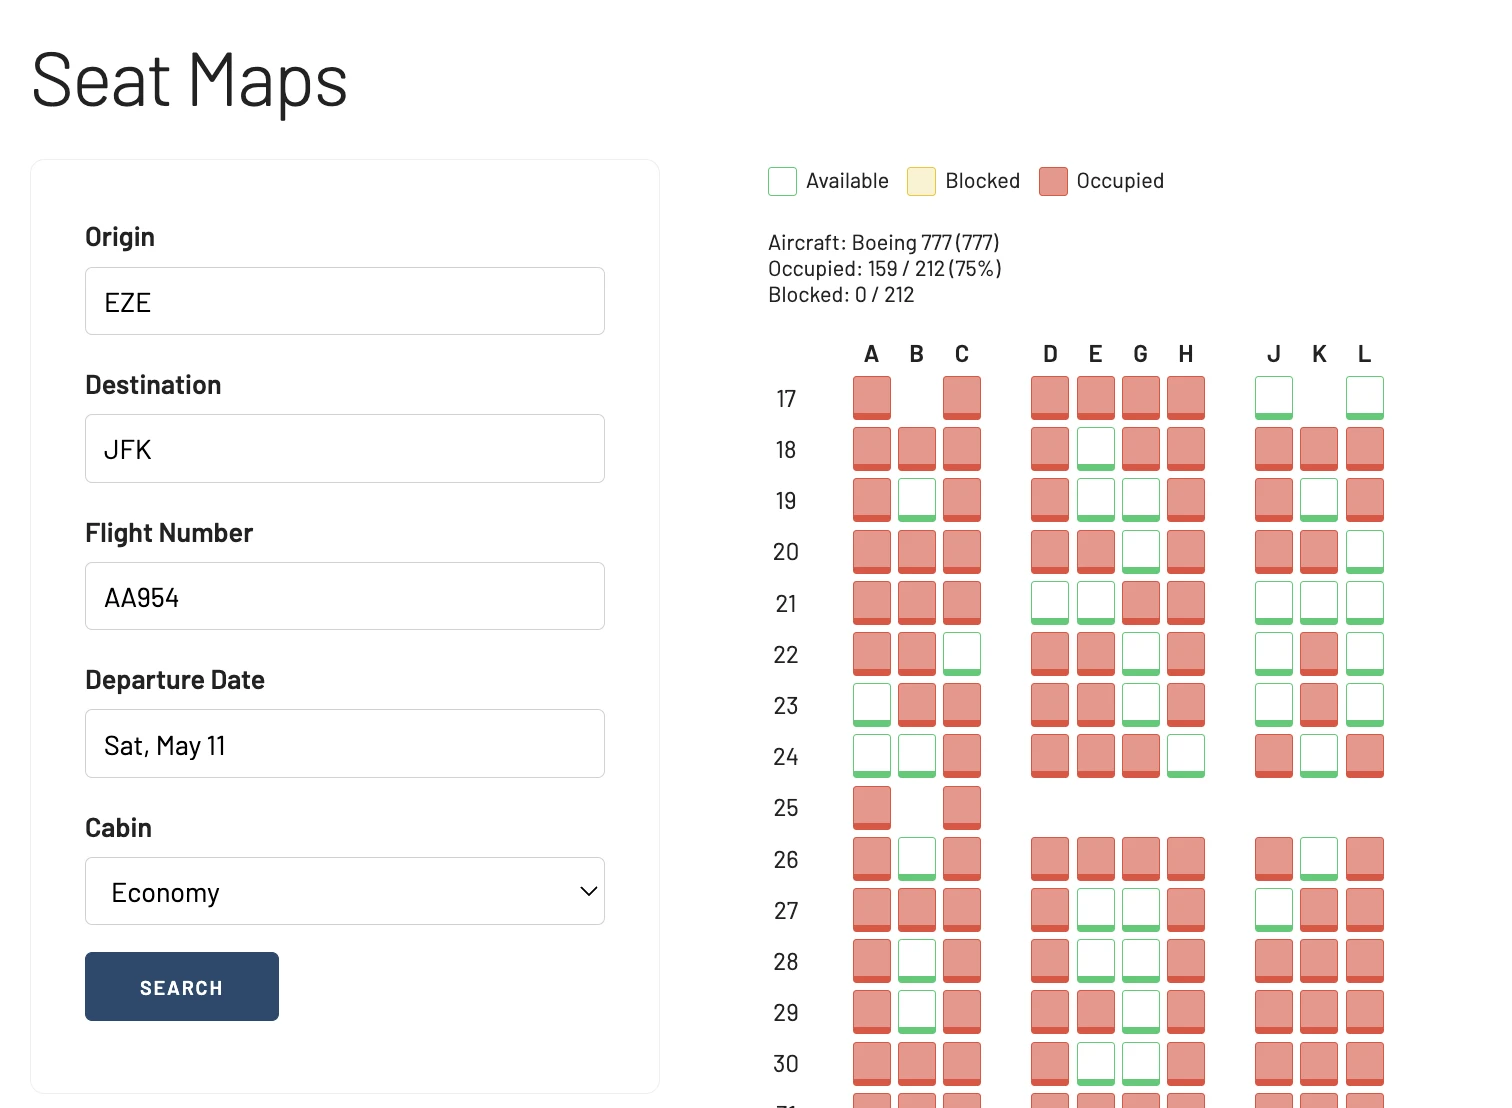 Seat Maps
Origin
EZE
Destination
JFK
Flight Number
AA954
Departure Date
Sat, May 11
Cabin
Economy
SEARCH
Available Blocked Occupied
Aircraft: Boeing 777 (777)
Occupied: 159 / 212 (75%)
Blocked: 0 / 212
A B C D E G H J K L
17
18
19
20
21
22
23
24
25
26
27
28
29
30